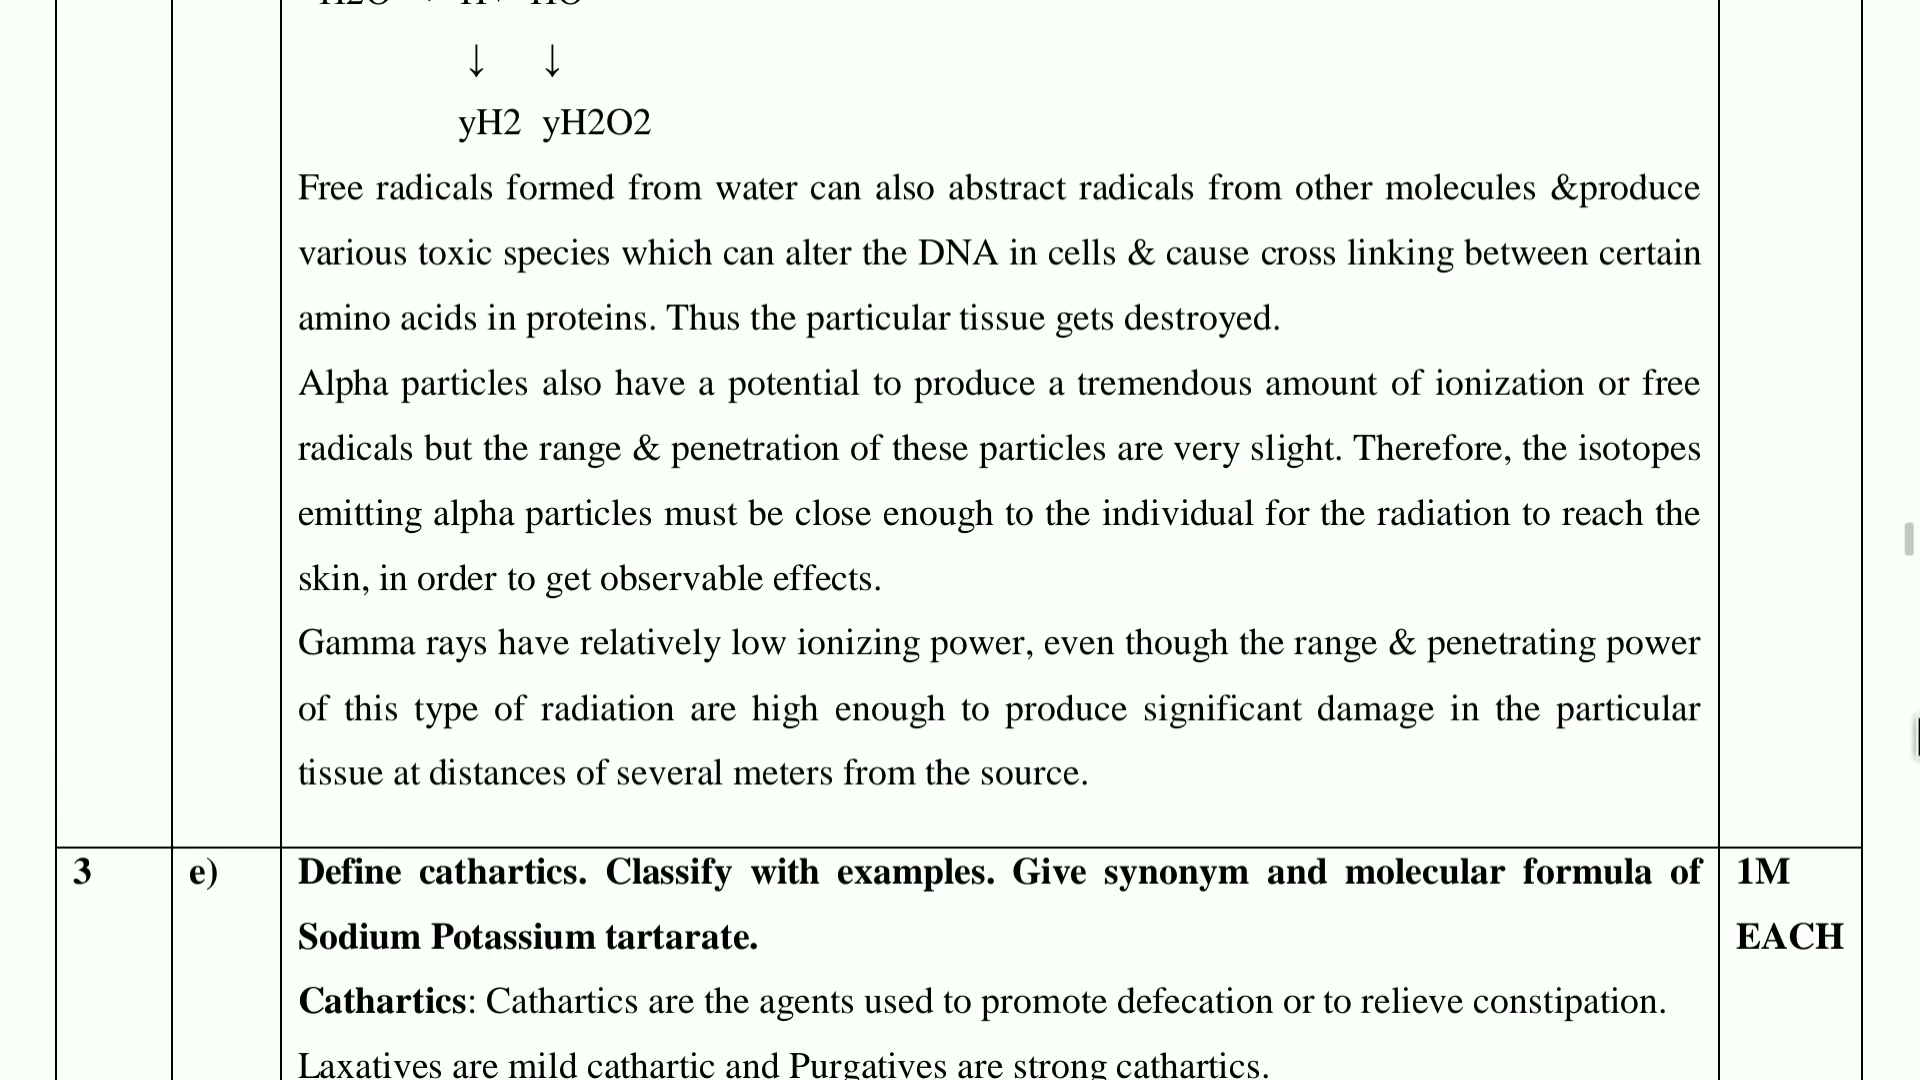 ↓ ↓
yH2 yH2O2
Free radicals formed from water can also abstract radicals from other molecules &produce
various toxic species which can alter the DNA in cells & cause cross linking between certain
amino acids in proteins. Thus the particular tissue gets destroyed.
Alpha particles also have a potential to produce a tremendous amount of ionization or free
radicals but the range & penetration of these particles are very slight. Therefore, the isotopes
emitting alpha particles must be close enough to the individual for the radiation to reach the
skin, in order to get observable effects.
Gamma rays have relatively low ionizing power, even though the range & penetrating power
of this type of radiation are high enough to produce significant damage in the particular
tissue at distances of several meters from the source.
3 e) Define cathartics. Classify with examples. Give synonym and molecular formula of 1M
Sodium Potassium tartarate. EACH
Cathartics: Cathartics are the agents used to promote defecation or to relieve constipation.
Laxatives are mild cathartic and Purgatives are strong cathartics.